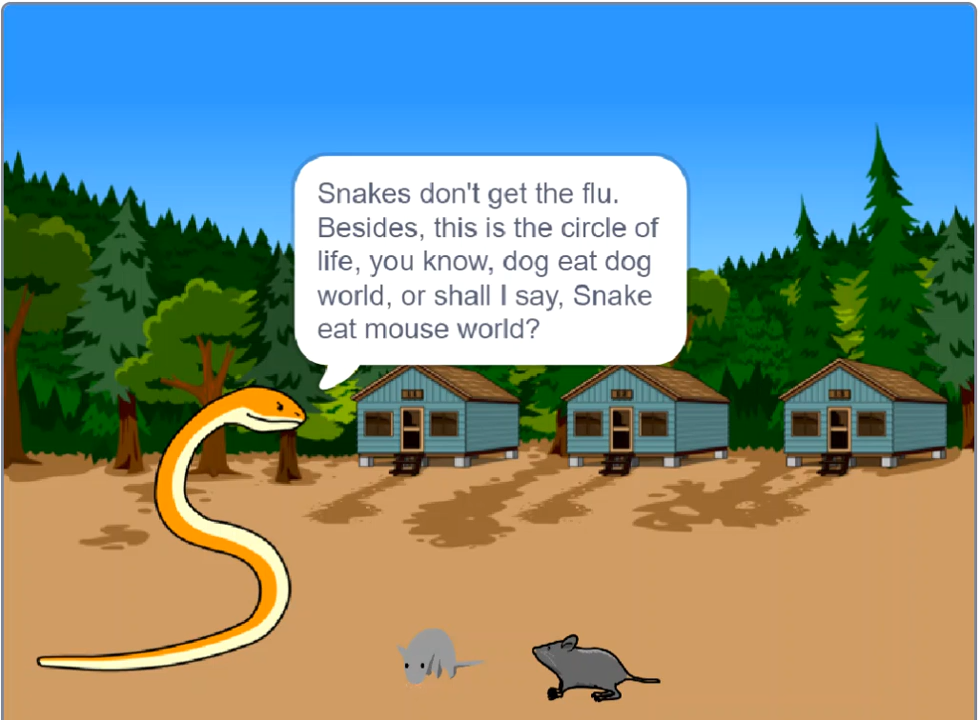 Snakes don't get the flu.
Besides, this is the circle of
life, you know, dog eat dog
world, or shall I say, Snake
eat mouse world?